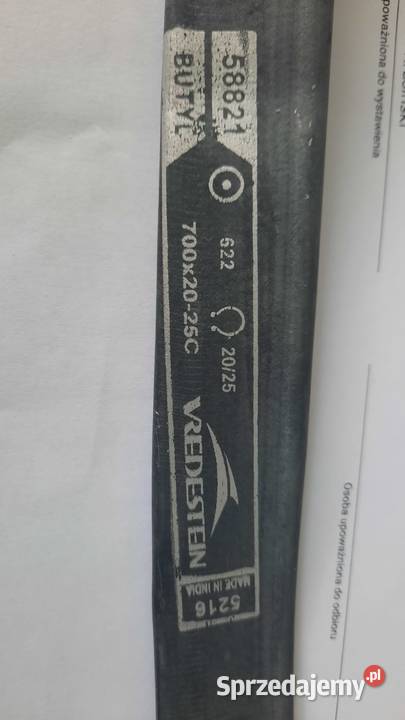 58821
BUTYL
622 20/25
700x20-25C
VREDESTEIN
5216
MADE IN INDIA
upoważniona do wystawienia
Osoba upoważniona do odbioru
Sprzedajemy.pl